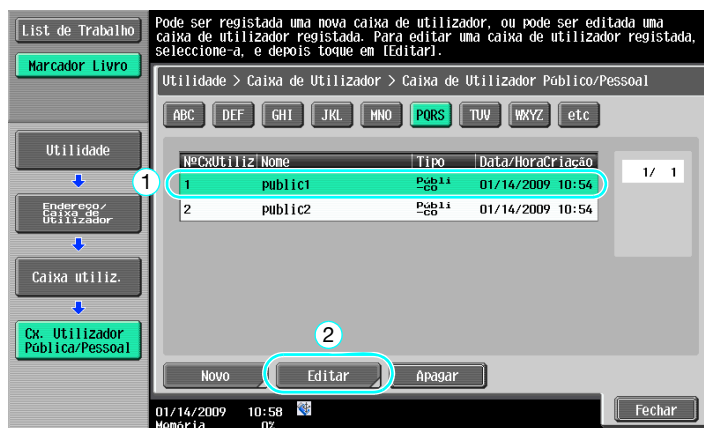 List de Trabalho
Marcador Livro
Pode ser registada uma nova caixa de utilizador, ou pode ser editada uma
caixa de utilizador registada. Para editar uma caixa de utilizador registada,
seleccione-a, e depois toque em [Editar].
Utilidade > Caixa de Utilizador > Caixa de Utilizador Público/Pessoal
ABC DEF GHI JKL MNO PQRS TUV WXYZ etc
Utilidade
Endereço/
Caixa de
Utilizador
Caixa utiliz.
Cx. Utilizador
Pública/Pessoal
NºCxUtiliz Nome Tipo Data/HoraCriação
1
1 public1 Públi
-co 01/14/2009 10:54
2 public2 Públi
-co 01/14/2009 10:54
1/ 1
2
Novo Editar Apagar
01/14/2009 10:58
Memória 0%
Fechar